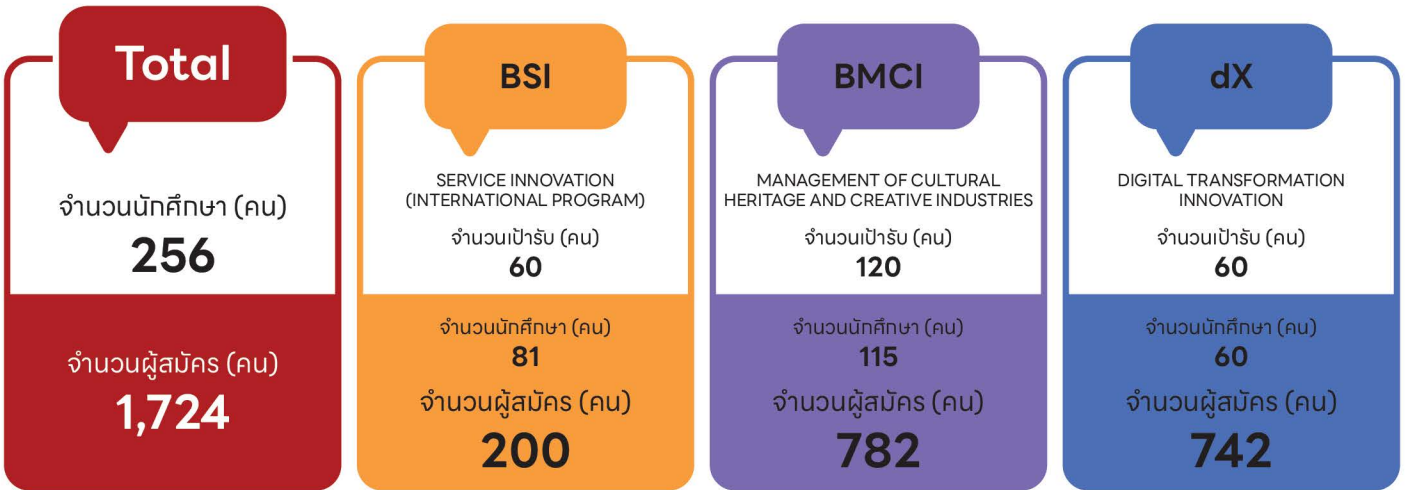 Total
จำนวนนักศึกษา (คน)
256
จำนวนผู้สมัคร (คน)
1,724
BSI
SERVICE INNOVATION
(INTERNATIONAL PROGRAM)
จำนวนเป้ารับ (คน)
60
จำนวนนักศึกษา (คน)
81
จำนวนผู้สมัคร (คน)
200
BMCI
MANAGEMENT OF CULTURAL
HERITAGE AND CREATIVE INDUSTRIES
จำนวนเป้ารับ (คน)
120
จำนวนนักศึกษา (คน)
115
จำนวนผู้สมัคร (คน)
782
dX
DIGITAL TRANSFORMATION
INNOVATION
จำนวนเป้ารับ (คน)
60
จำนวนนักศึกษา (คน)
60
จำนวนผู้สมัคร (คน)
742